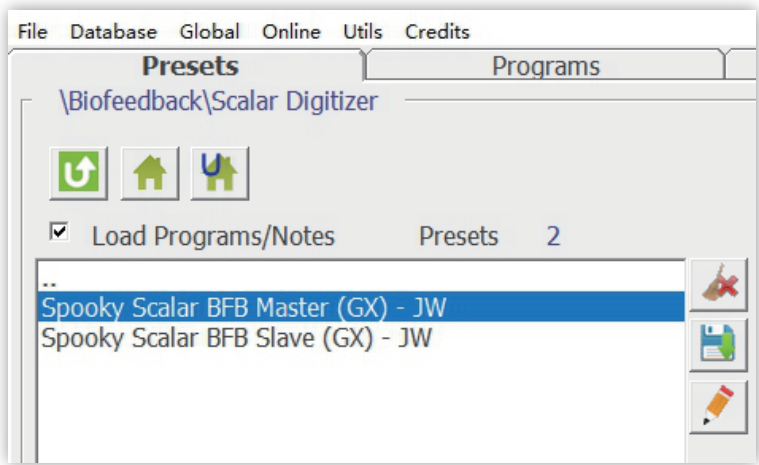 File Database Global Online Utils Credits
Presets Programs
\Biofeedback\Scalar Digitizer
U
Load Programs/Notes Presets 2
..
Spooky Scalar BFB Master (GX) - JW
Spooky Scalar BFB Slave (GX) - JW